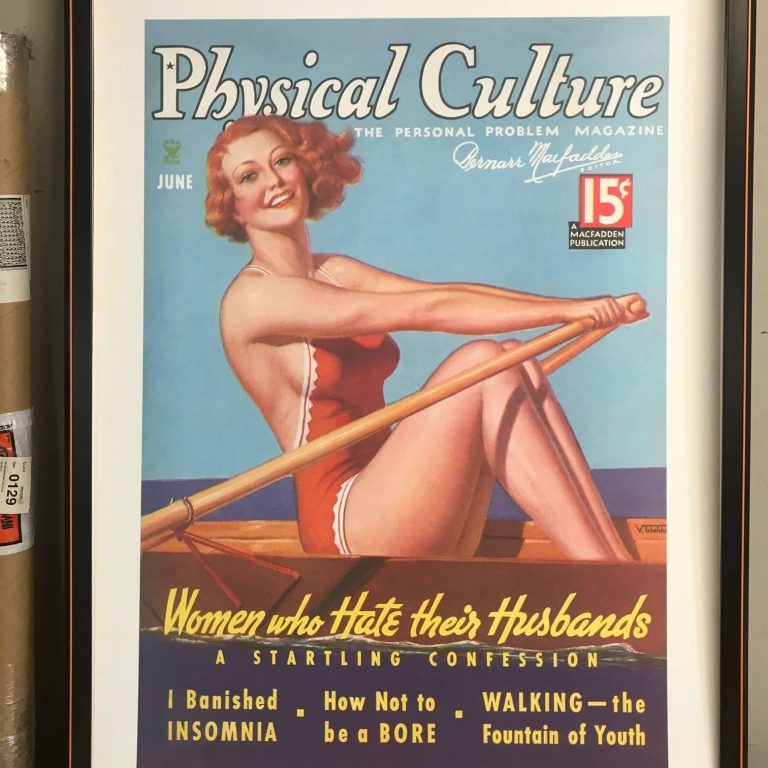 Physical Culture
THE PERSONAL PROBLEM MAGAZINE
Bernarr Macfadden
EDITOR
NRA
JUNE
15¢
A
MACFADDEN
PUBLICATION
Women who Hate their Husbands
A STARTLING CONFESSION
I Banished
INSOMNIA
How Not to
be a BORE
WALKING—the
Fountain of Youth
0129